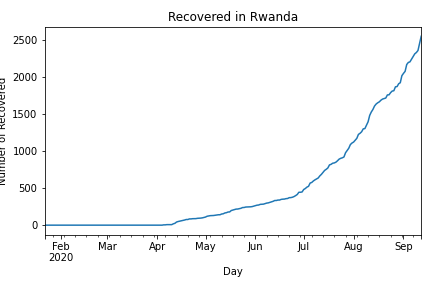 Recovered in Rwanda
Number of Recovered
2500
2000
1500
1000
500
0
Feb Mar Apr May Jun Jul Aug Sep
2020
Day